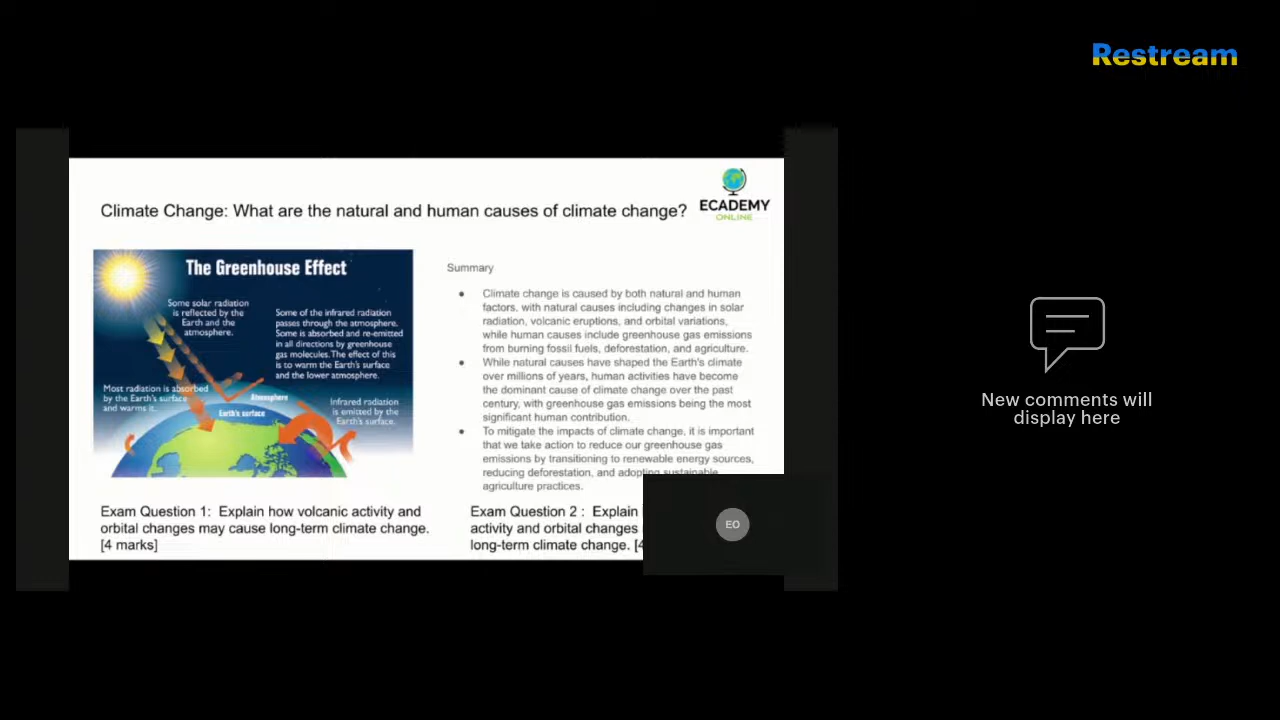 Restream
Climate Change: What are the natural and human causes of climate change?
ECADEMY
ONLINE
The Greenhouse Effect
Some solar radiation
is reflected by the
Earth and the
atmosphere.
Some of the infrared radiation
passes through the atmosphere.
Some is absorbed and re-emitted
in all directions by greenhouse
gas molecules. The effect of this
is to warm the Earth's surface
and the lower atmosphere.
Most radiation is absorbed
by the Earth's surface
and warms it.
Atmosphere
Earth's surface
Infrared radiation
is emitted by the
Earth's surface.
Summary
● Climate change is caused by both natural and human
factors, with natural causes including changes in solar
radiation, volcanic eruptions, and orbital variations,
while human causes include greenhouse gas emissions
from burning fossil fuels, deforestation, and agriculture.
● While natural causes have shaped the Earth's climate
over millions of years, human activities have become
the dominant cause of climate change over the past
century, with greenhouse gas emissions being the most
significant human contribution.
● To mitigate the impacts of climate change, it is important
that we take action to reduce our greenhouse gas
emissions by transitioning to renewable energy sources,
reducing deforestation, and adopting sustainable
agriculture practices.
Exam Question 1: Explain how volcanic activity and
orbital changes may cause long-term climate change.
[4 marks]
Exam Question 2 : Explain
activity and orbital changes
long-term climate change. [4
EO
New comments will
display here